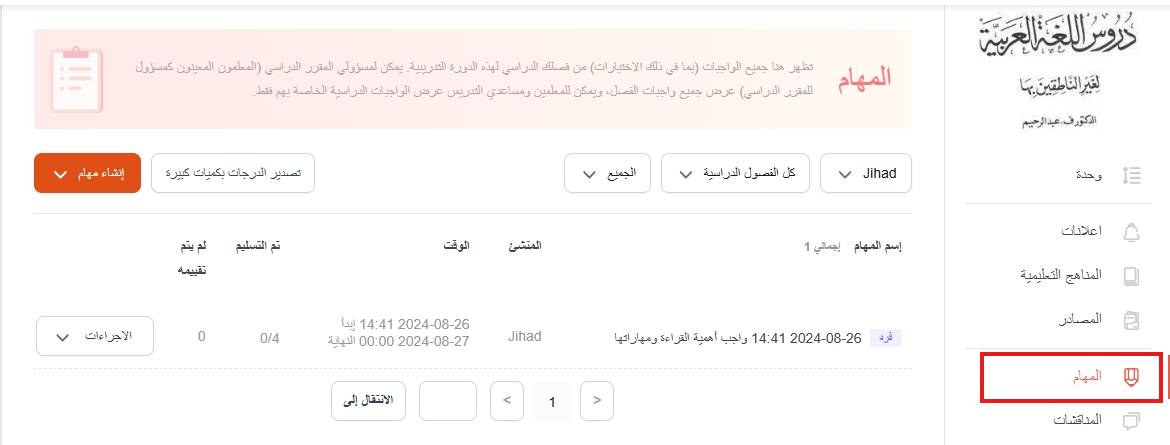 دروس اللغة العربية
لغير الناطقين بها
الدكتور ف. عبدالرحيم
وحدة
اعلانات
المناهج التعليمية
المصادر
المهام
المناقشات
المهام
تظهر هنا جميع الواجبات (بما في ذلك الاختبارات) من فصلك الدراسي لهذه الدورة التدريبية. يمكن لمسؤولي المقرر الدراسي (المعلمون المعينون كمسؤول
للمقرر الدراسي) عرض جميع واجبات الفصل، ويمكن للمعلمين ومساعدي التدريس عرض الواجبات الدراسية الخاصة بهم فقط.
Jihad
كل الفصول الدراسية
الجميع
تصدير الدرجات بكميات كبيرة
إنشاء مهام
إسم المهام إجمالي 1
المنشئ
الوقت
تم التسليم
لم يتم
تقييمه
فرد
2024-08-26 14:41 واجب أهمية القراءة ومهاراتها
Jihad
2024-08-26 14:41 إبدأ
2024-08-27 00:00 النهاية
0/4
0
الاجراءات
> 1 <
الانتقال إلى